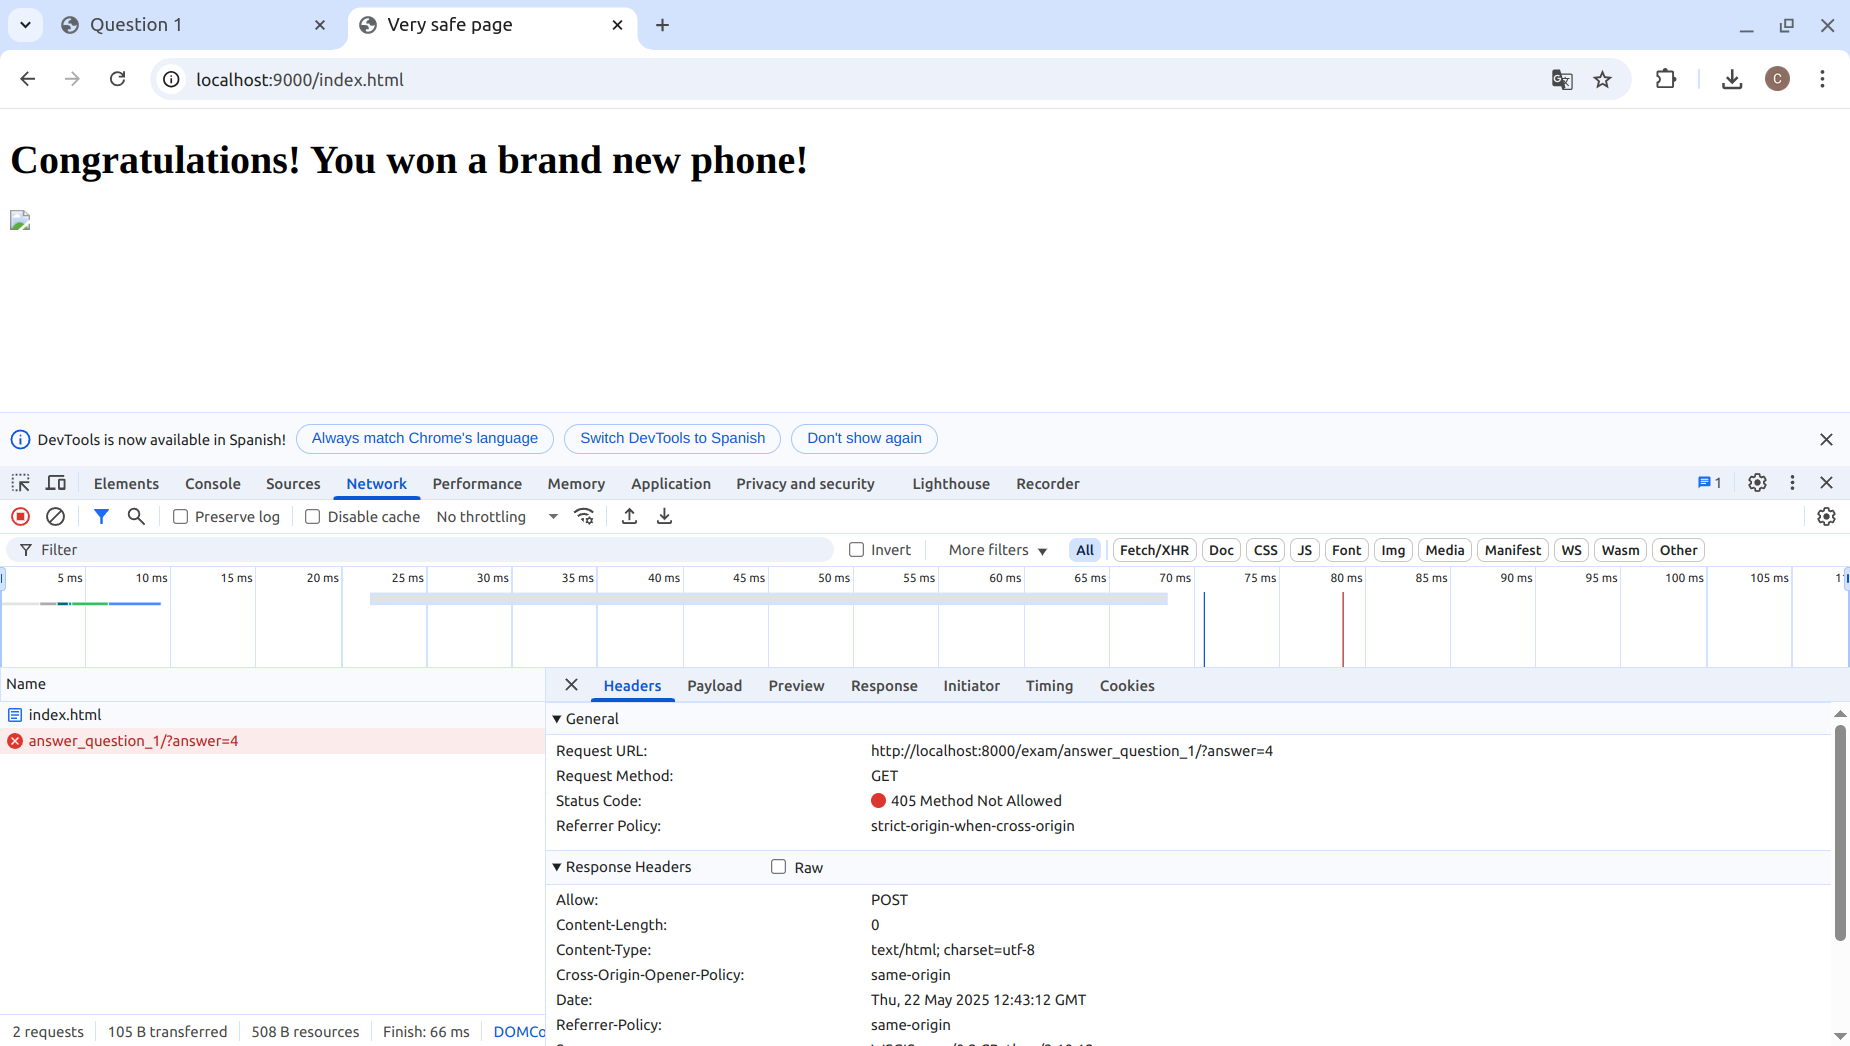 Question 1
Very safe page
localhost:9000/index.html
C
Congratulations! You won a brand new phone!
DevTools is now available in Spanish! Always match Chrome's language Switch DevTools to Spanish Don't show again
Elements Console Sources Network Performance Memory Application Privacy and security Lighthouse Recorder 1
Preserve log Disable cache No throttling
Filter Invert More filters All Fetch/XHR Doc CSS JS Font Img Media Manifest WS Wasm Other
5 ms 10 ms 15 ms 20 ms 25 ms 30 ms 35 ms 40 ms 45 ms 50 ms 55 ms 60 ms 65 ms 70 ms 75 ms 80 ms 85 ms 90 ms 95 ms 100 ms 105 ms
Name
Headers Payload Preview Response Initiator Timing Cookies
index.html
answer_question_1/?answer=4
General
Request URL: http://localhost:8000/exam/answer_question_1/?answer=4
Request Method: GET
Status Code: 405 Method Not Allowed
Referrer Policy: strict-origin-when-cross-origin
Response Headers Raw
Allow: POST
Content-Length: 0
Content-Type: text/html; charset=utf-8
Cross-Origin-Opener-Policy: same-origin
Date: Thu, 22 May 2025 12:43:12 GMT
Referrer-Policy: same-origin
2 requests 105 B transferred 508 B resources Finish: 66 ms DOMCo